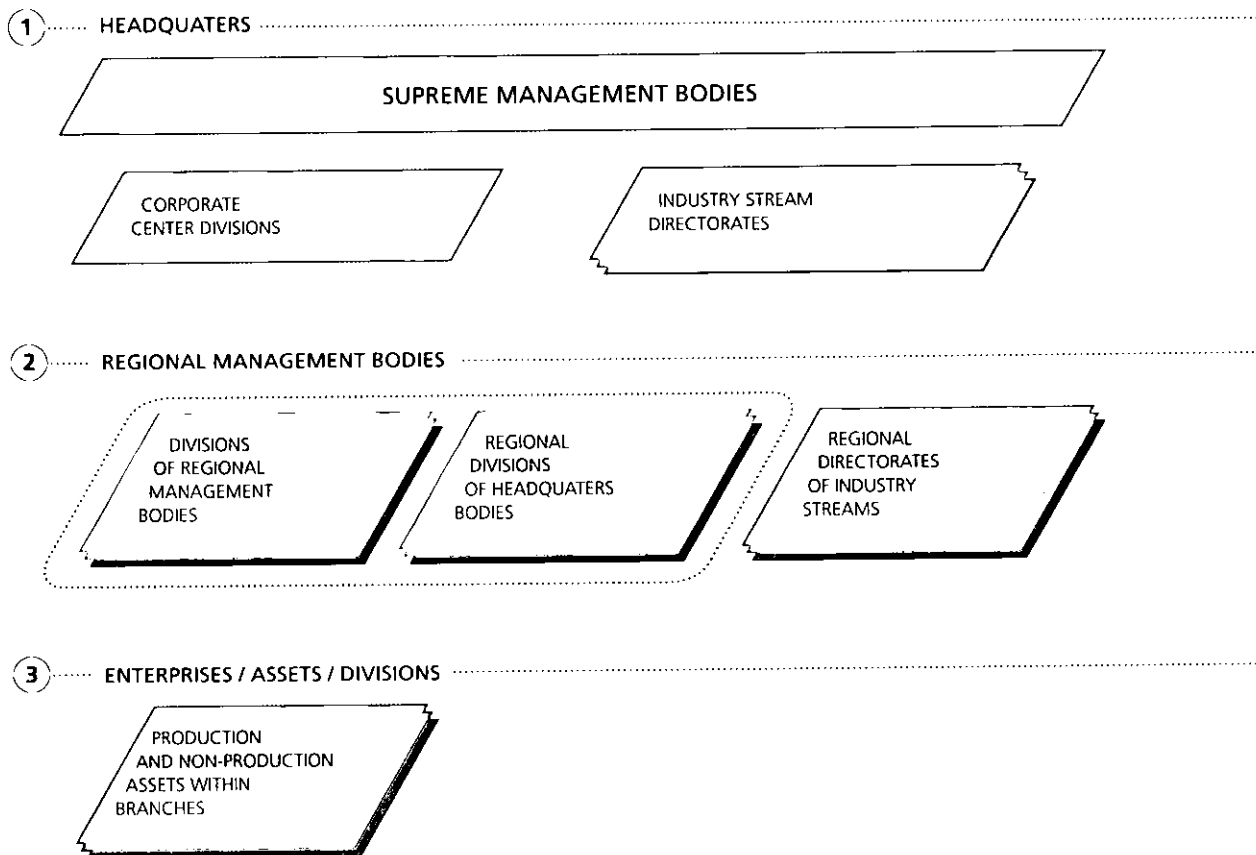 1 HEADQUATERS
SUPREME MANAGEMENT BODIES
CORPORATE
CENTER DIVISIONS
INDUSTRY STREAM
DIRECTORATES
2 REGIONAL MANAGEMENT BODIES
DIVISIONS
OF REGIONAL
MANAGEMENT
BODIES
REGIONAL
DIVISIONS
OF HEADQUATERS
BODIES
REGIONAL
DIRECTORATES
OF INDUSTRY
STREAMS
3 ENTERPRISES / ASSETS / DIVISIONS
PRODUCTION
AND NON-PRODUCTION
ASSETS WITHIN
BRANCHES